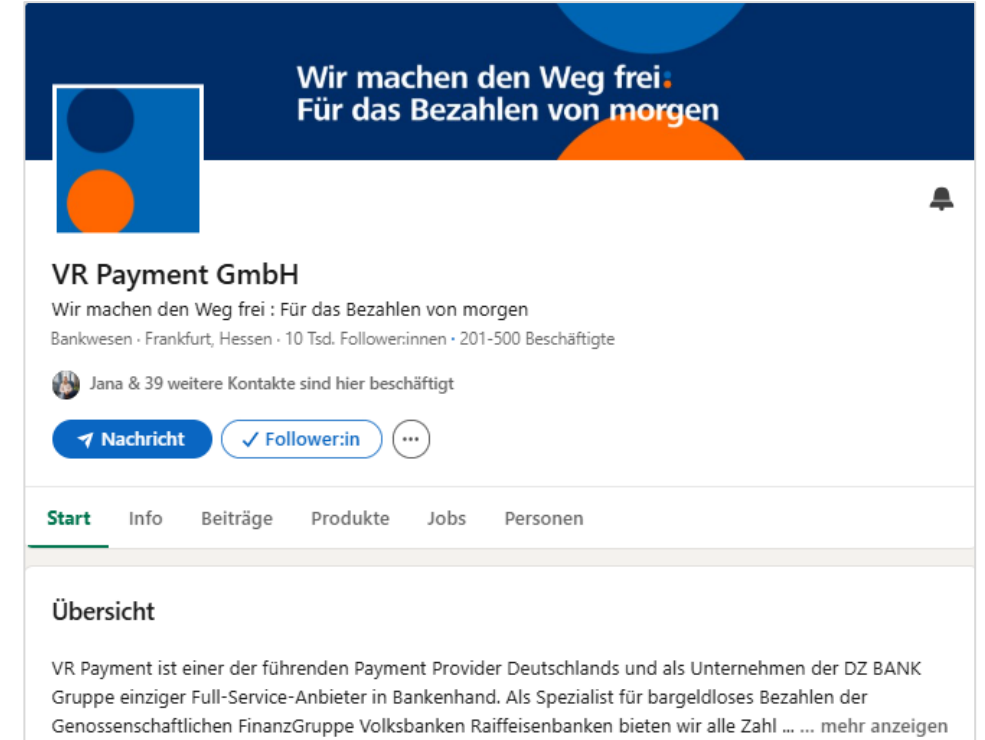 Wir machen den Weg frei:
Für das Bezahlen von morgen
VR Payment GmbH
Wir machen den Weg frei : Für das Bezahlen von morgen
Bankwesen · Frankfurt, Hessen · 10 Tsd. Follower:innen · 201-500 Beschäftigte
Jana & 39 weitere Kontakte sind hier beschäftigt
Nachricht Follower:in
Start Info Beiträge Produkte Jobs Personen
Übersicht
VR Payment ist einer der führenden Payment Provider Deutschlands und als Unternehmen der DZ BANK
Gruppe einziger Full-Service-Anbieter in Bankenhand. Als Spezialist für bargeldloses Bezahlen der
Genossenschaftlichen FinanzGruppe Volksbanken Raiffeisenbanken bieten wir alle Zahl ... ... mehr anzeigen